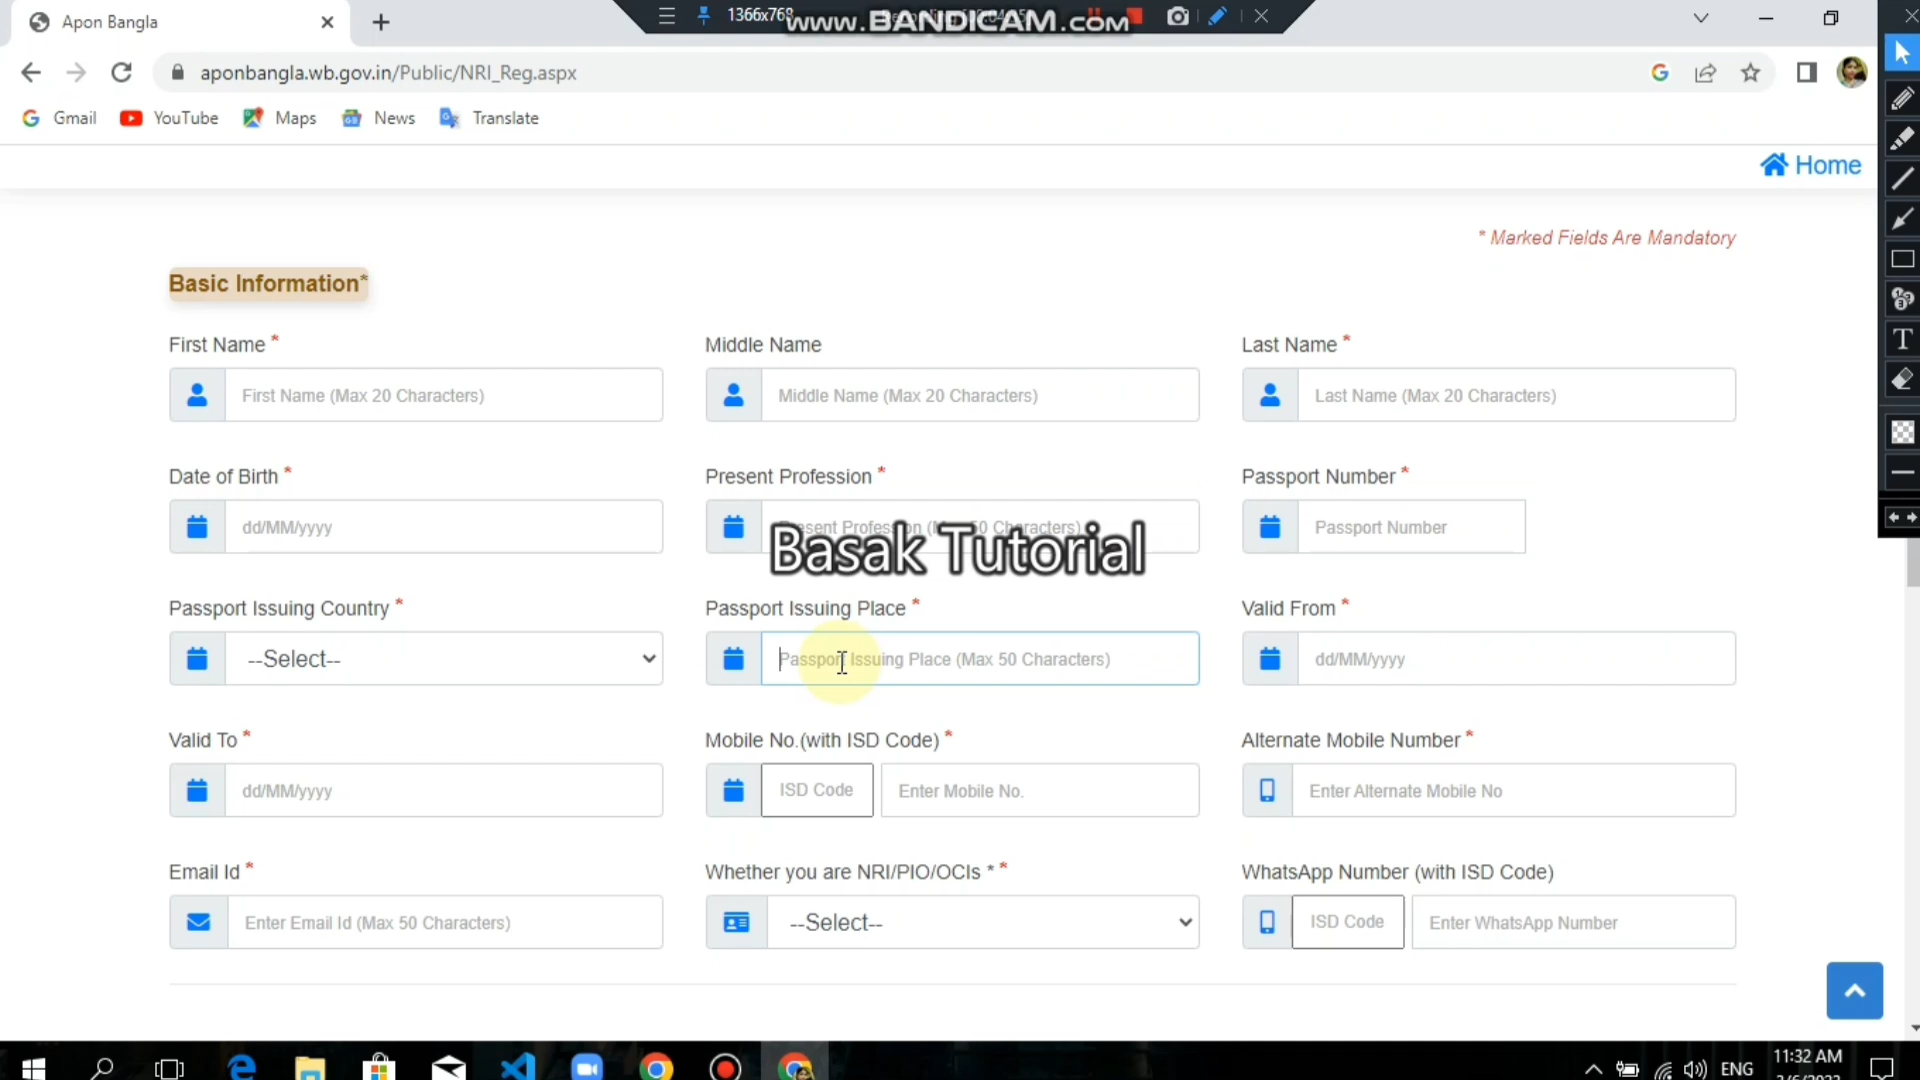 Apon Bangla
1366x768
www.BANDICAM.com
aponbangla.wb.gov.in/Public/NRI_Reg.aspx
Gmail
YouTube
Maps
News
Translate
Home
* Marked Fields Are Mandatory
Basic Information*
First Name *
Middle Name
Last Name *
First Name (Max 20 Characters)
Middle Name (Max 20 Characters)
Last Name (Max 20 Characters)
Date of Birth *
Present Profession *
Passport Number *
dd/MM/yyyy
Present Profession (Max 50 Characters)
Passport Number
Basak Tutorial
Passport Issuing Country *
Passport Issuing Place *
Valid From *
--Select--
Passport Issuing Place (Max 50 Characters)
dd/MM/yyyy
Valid To *
Mobile No.(with ISD Code) *
Alternate Mobile Number *
dd/MM/yyyy
ISD Code
Enter Mobile No.
Enter Alternate Mobile No
Email Id *
Whether you are NRI/PIO/OCIs * *
WhatsApp Number (with ISD Code)
Enter Email Id (Max 50 Characters)
--Select--
ISD Code
Enter WhatsApp Number
ENG
11:32 AM